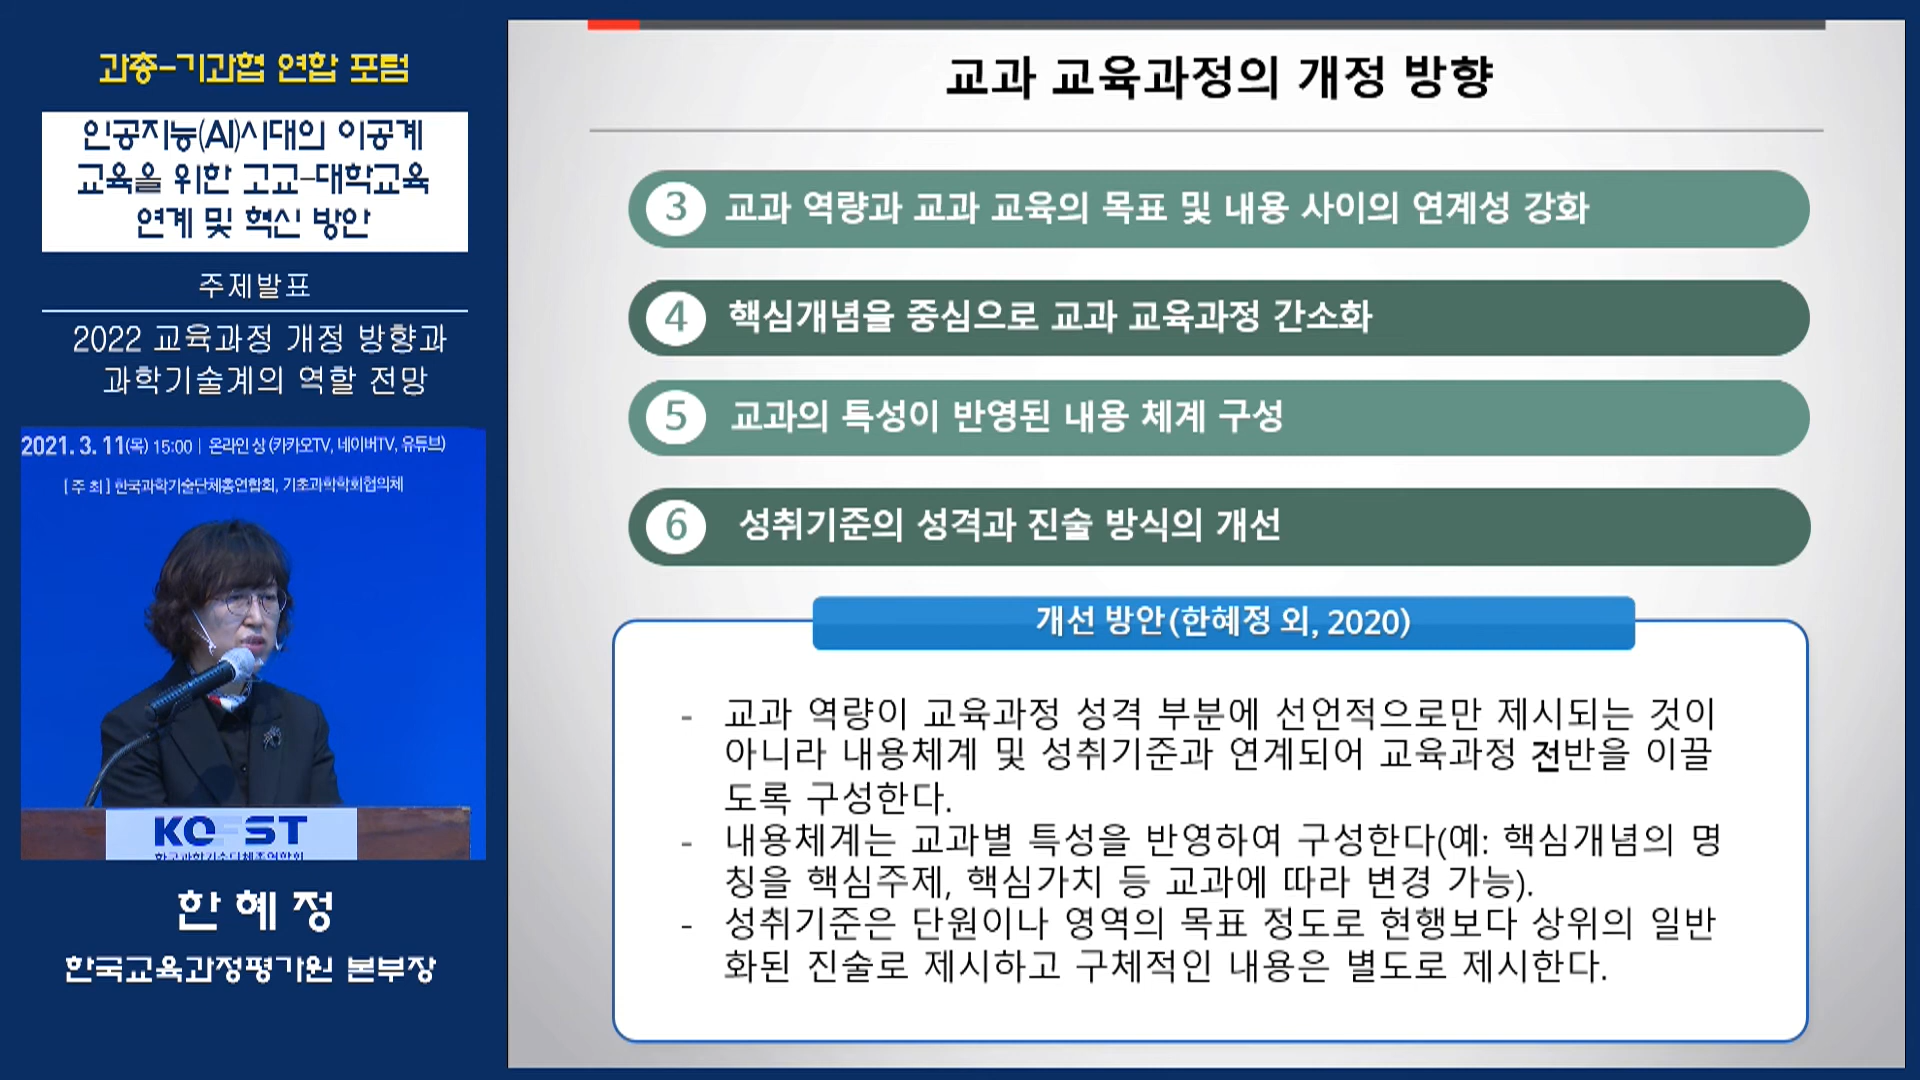 과총-기과협 연합 포럼
인공지능(AI)시대의 이공계
교육을 위한 고교-대학교육
연계 및 혁신 방안
주제발표
2022 교육과정 개정 방향과
과학기술계의 역할 전망
2021. 3. 11(목) 15:00 | 온라인 상 (카카오TV, 네이버TV, 유튜브)
[ 주 최 ] 한국과학기술단체총연합회, 기초과학학회협의체
KOFST
한국과학기술단체총연합회
한 혜 정
한국교육과정평가원 본부장
교과 교육과정의 개정 방향
3 교과 역량과 교과 교육의 목표 및 내용 사이의 연계성 강화
4 핵심개념을 중심으로 교과 교육과정 간소화
5 교과의 특성이 반영된 내용 체계 구성
6 성취기준의 성격과 진술 방식의 개선
개선 방안(한혜정 외, 2020)
- 교과 역량이 교육과정 성격 부분에 선언적으로만 제시되는 것이
아니라 내용체계 및 성취기준과 연계되어 교육과정 전반을 이끌
도록 구성한다.
- 내용체계는 교과별 특성을 반영하여 구성한다(예: 핵심개념의 명
칭을 핵심주제, 핵심가치 등 교과에 따라 변경 가능).
- 성취기준은 단원이나 영역의 목표 정도로 현행보다 상위의 일반
화된 진술로 제시하고 구체적인 내용은 별도로 제시한다.